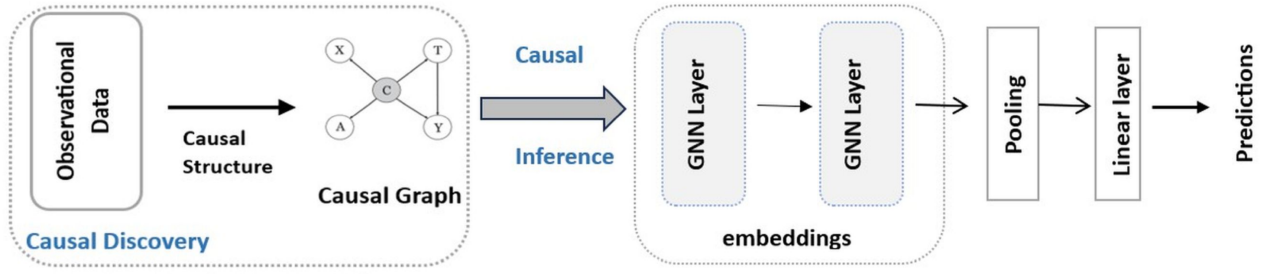 Observational
Data
Causal
Structure
X
T
C
A
Y
Causal Graph
Causal Discovery
Causal
Inference
GNN Layer
GNN Layer
embeddings
Pooling
Linear layer
Predictions